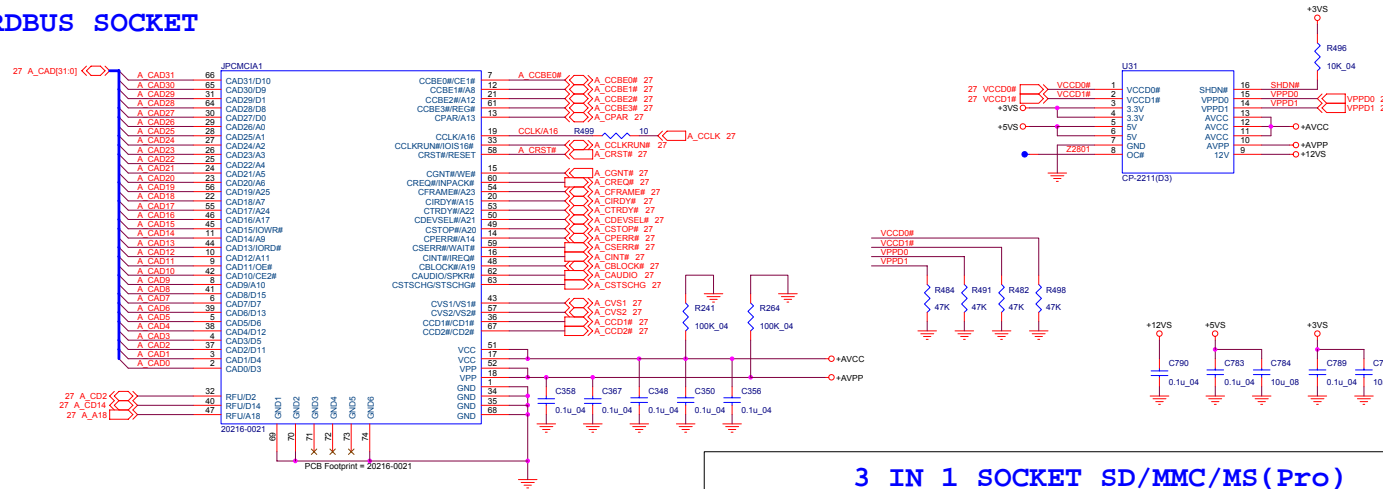 RDBUS SOCKET
27 A_CAD[31:0]
JPCMCIA1
A_CAD31 66 CAD31/D10
A_CAD30 65 CAD30/D9
A_CAD29 31 CAD29/D1
A_CAD28 64 CAD28/D8
A_CAD27 30 CAD27/D0
A_CAD26 29 CAD26/A0
A_CAD25 28 CAD25/A1
A_CAD24 27 CAD24/A2
A_CAD23 26 CAD23/A3
A_CAD22 25 CAD22/A4
A_CAD21 24 CAD21/A5
A_CAD20 23 CAD20/A6
A_CAD19 56 CAD19/A25
A_CAD18 22 CAD18/A7
A_CAD17 55 CAD17/A24
A_CAD16 46 CAD16/A17
A_CAD15 45 CAD15/IOWR#
A_CAD14 11 CAD14/A9
A_CAD13 44 CAD13/IORD#
A_CAD12 10 CAD12/A11
A_CAD11 9 CAD11/OE#
A_CAD10 42 CAD10/CE2#
A_CAD9 8 CAD9/A10
A_CAD8 41 CAD8/D15
A_CAD7 6 CAD7/D7
A_CAD6 39 CAD6/D13
A_CAD5 5 CAD5/D6
A_CAD4 38 CAD4/D12
A_CAD3 4 CAD3/D5
A_CAD2 37 CAD2/D11
A_CAD1 3 CAD1/D4
A_CAD0 2 CAD0/D3
27 A_CD2 32 RFU/D2
27 A_CD14 40 RFU/D14
27 A_A18 47 RFU/A18
20216-0021
69 GND1
70 GND2
71 GND3
72 GND4
73 GND5
74 GND6
PCB Footprint = 20216-0021
CCBE0#/CE1# 7 A_CCBE0# A_CCBE0# 27
CCBE1#/A8 12 A_CCBE1# 27
CCBE2#/A12 21 A_CCBE2# 27
CCBE3#/REG# 61 A_CCBE3# 27
CPAR/A13 13 A_CPAR 27
CCLK/A16 19 CCLK/A16 R499 10 A_CCLK 27
CCLKRUN#/IOIS16# 33 A_CCLKRUN# 27
CRST#/RESET 58 A_CRST# A_CRST# 27
CGNT#/WE# 15 A_CGNT# 27
CREQ#/INPACK# 60 A_CREQ# 27
CFRAME#/A23 54 A_CFRAME# 27
CIRDY#/A15 20 A_CIRDY# 27
CTRDY#/A22 53 A_CTRDY# 27
CDEVSEL#/A21 50 A_CDEVSEL# 27
CSTOP#/A20 49 A_CSTOP# 27
CPERR#/A14 14 A_CPERR# 27
CSERR#/WAIT# 59 A_CSERR# 27
CINT#/IREQ# 16 A_CINT# 27
CBLOCK#/A19 48 A_CBLOCK# 27
CAUDIO/SPKR# 62 A_CAUDIO 27
CSTSCHG/STSCHG# 63 A_CSTSCHG 27
CVS1/VS1# 43 A_CVS1 27
CVS2/VS2# 57 A_CVS2 27
CCD1#/CD1# 36 A_CCD1# 27
CCD2#/CD2# 67 A_CCD2# 27
VCC 51
VCC 17
VPP 52
VPP 18
GND 1
GND 34
GND 35
GND 68
R241
100K_04
R264
100K_04
+AVCC
+AVPP
C358 0.1u_04
C367 0.1u_04
C348 0.1u_04
C350 0.1u_04
C356 0.1u_04
+3VS
R496
10K_04
U31
27 VCCD0# VCCD0# 1 VCCD0#
27 VCCD1# VCCD1# 2 VCCD1#
+3VS 3 3.3V
4 3.3V
+5VS 5 5V
6 5V
7 GND
Z2801 8 OC#
SHDN# 16 SHDN#
VPPD0 15 VPPD0 VPPD0
VPPD1 14 VPPD1 VPPD1
AVCC 13
AVCC 12 +AVCC
AVCC 11
AVPP 10 +AVPP
12V 9 +12VS
CP-2211(D3)
VCCD0#
VCCD1#
VPPD0
VPPD1
R484 47K
R491 47K
R482 47K
R498 47K
+12VS
C790 0.1u_04
+5VS
C783 0.1u_04
C784 10u_08
+3VS
C789 0.1u_04
3 IN 1 SOCKET SD/MMC/MS(Pro)